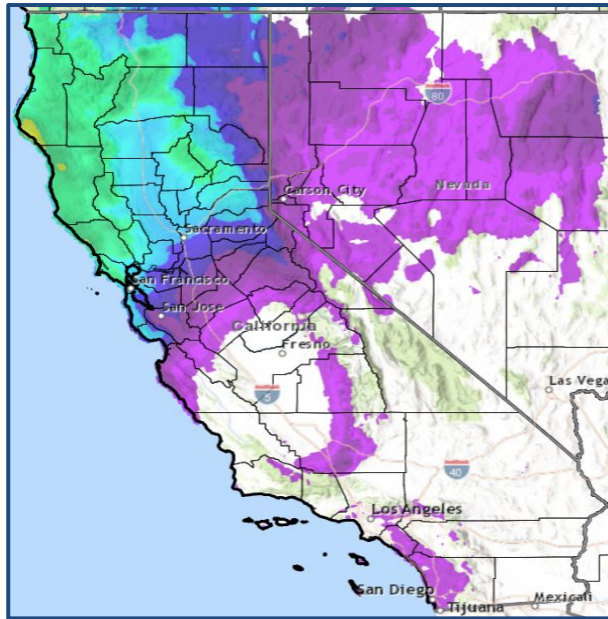 80
Carson City
Nevada
Sacramento
San Francisco
San Jose
California
Fresno
Las Vega
5
40
Los Angeles
San Diego
Tijuana
Mexicali